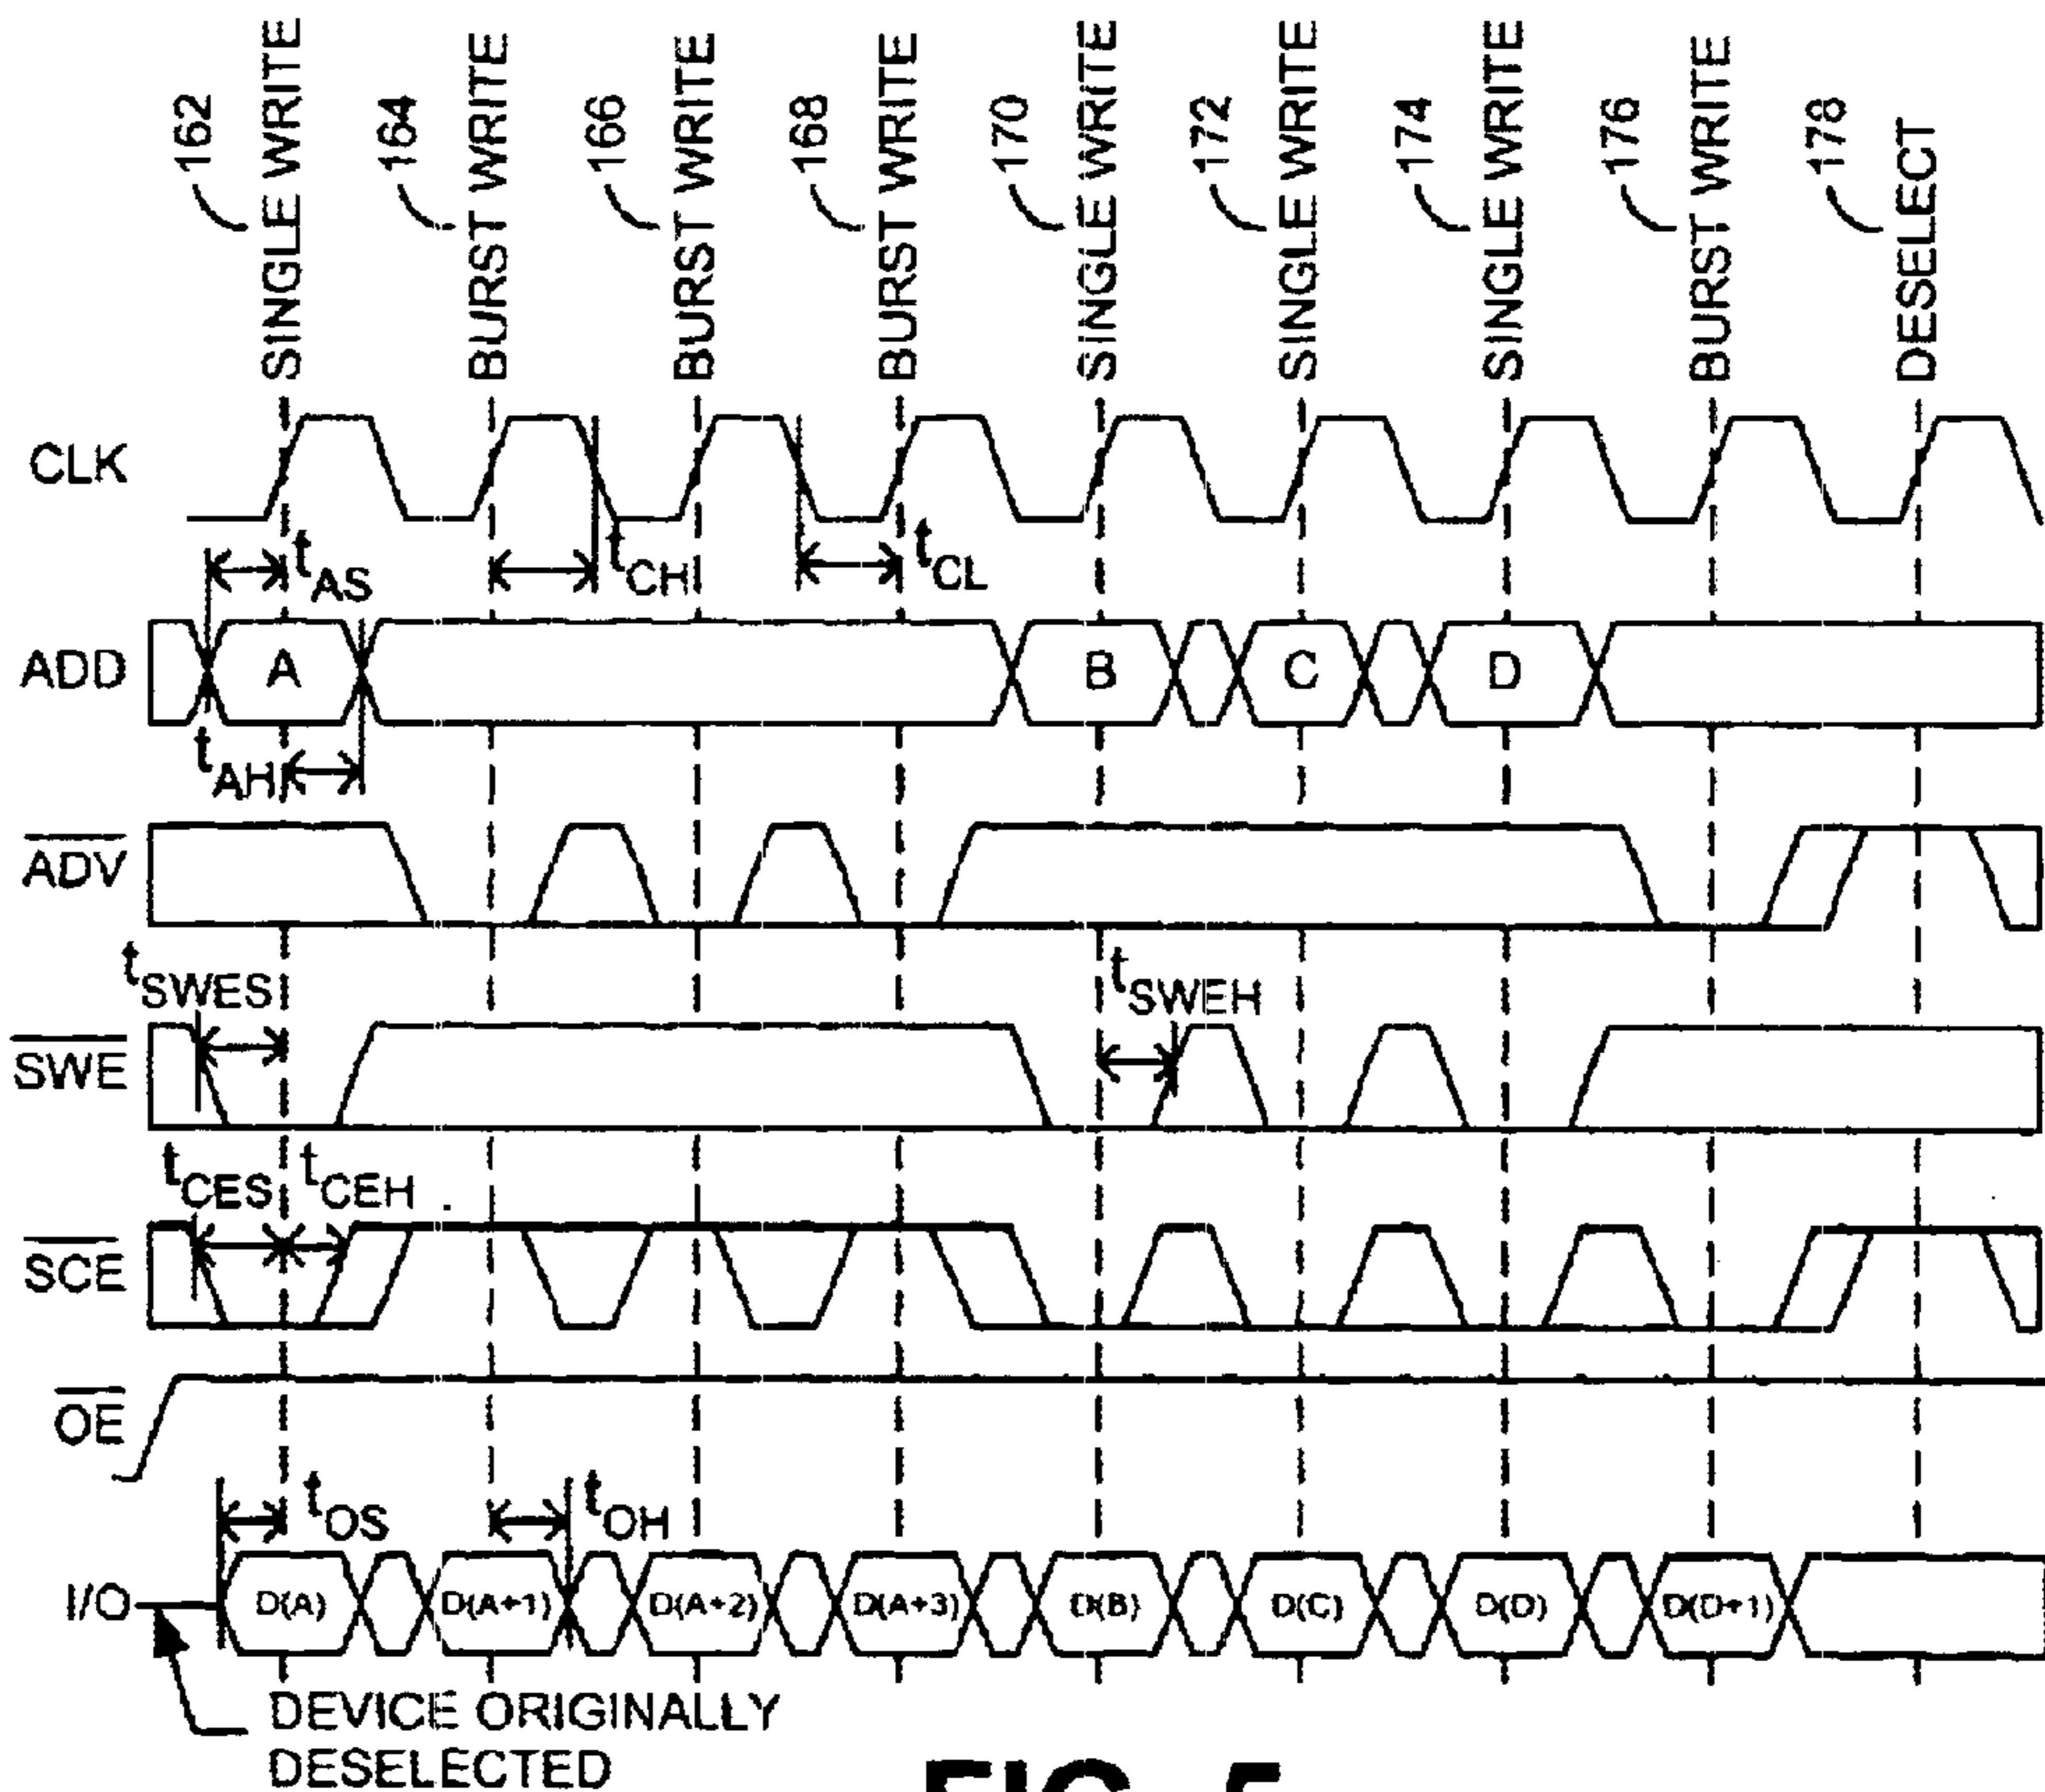 162 SINGLE WRITE
164 BURST WRITE
166 BURST WRITE
168 BURST WRITE
170 SINGLE WRITE
172 SINGLE WRITE
174 SINGLE WRITE
176 BURST WRITE
178 DESELECT
CLK
tAS tCH tCL
ADD A B C D
tAH
ADV
tSWES tSWEH
SWE
tCES tCEH
SCE
OE
tOS tOH
I/O D(A) D(A+1) D(A+2) D(A+3) D(B) D(C) D(D) D(D+1)
DEVICE ORIGINALLY
DESELECTED
FIG. 5